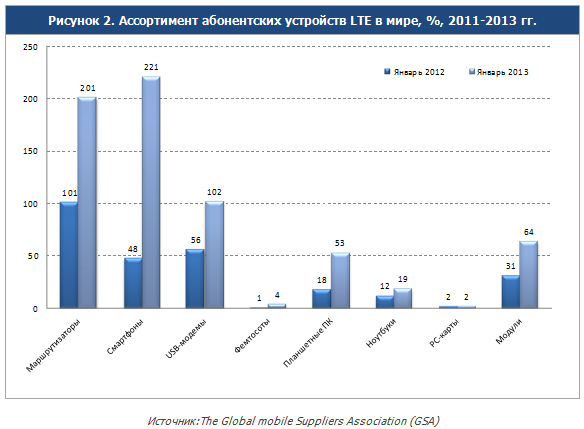 Рисунок 2. Ассортимент абонентских устройств LTE в мире, %, 2011-2013 гг.
250
200
150
100
50
0
Январь 2012
Январь 2013
101
201
48
221
56
102
1
4
18
53
12
19
2
2
31
64
Маршрутизаторы
Смартфоны
USB-модемы
Фемтосоты
Планшетные ПК
Ноутбуки
PC-карты
Модули
Источник:The Global mobile Suppliers Association (GSA)